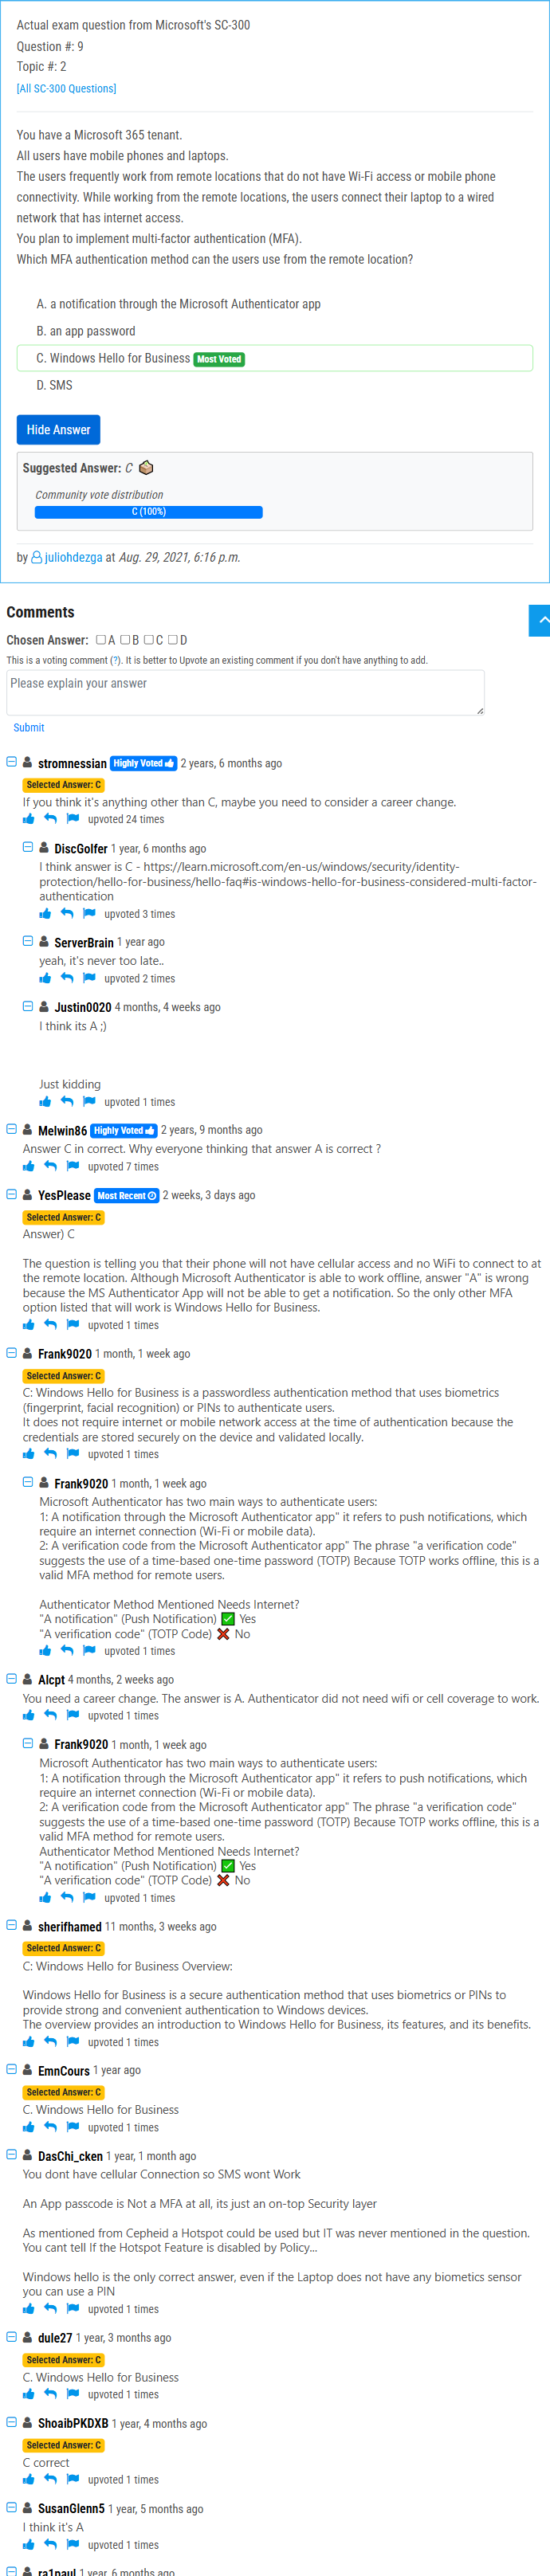 Actual exam question from Microsoft's SC-300
Question #: 9
Topic #: 2
[All SC-300 Questions]
You have a Microsoft 365 tenant.
All users have mobile phones and laptops.
The users frequently work from remote locations that do not have Wi-Fi access or mobile phone
connectivity. While working from the remote locations, the users connect their laptop to a wired
network that has internet access.
You plan to implement multi-factor authentication (MFA).
Which MFA authentication method can the users use from the remote location?
A. a notification through the Microsoft Authenticator app
B. an app password
C. Windows Hello for Business Most Voted
D. SMS
Hide Answer
Suggested Answer: C
Community vote distribution
C (100%)
by juliohdezga at Aug. 29, 2021, 6:16 p.m.
Comments
Chosen Answer: A B C D
This is a voting comment (?). It is better to Upvote an existing comment if you don't have anything to add.
Please explain your answer
Submit
stromnessian Highly Voted 2 years, 6 months ago
Selected Answer: C
If you think it's anything other than C, maybe you need to consider a career change.
upvoted 24 times
DiscGolfer 1 year, 6 months ago
I think answer is C - https://learn.microsoft.com/en-us/windows/security/identity-
protection/hello-for-business/hello-faq#is-windows-hello-for-business-considered-multi-factor-
authentication
upvoted 3 times
ServerBrain 1 year ago
yeah, it's never too late..
upvoted 2 times
Justin0020 4 months, 4 weeks ago
I think its A ;)
Just kidding
upvoted 1 times
Melwin86 Highly Voted 2 years, 9 months ago
Answer C in correct. Why everyone thinking that answer A is correct ?
upvoted 7 times
YesPlease Most Recent 2 weeks, 3 days ago
Selected Answer: C
Answer) C
The question is telling you that their phone will not have cellular access and no WiFi to connect to at
the remote location. Although Microsoft Authenticator is able to work offline, answer "A" is wrong
because the MS Authenticator App will not be able to get a notification. So the only other MFA
option listed that will work is Windows Hello for Business.
upvoted 1 times
Frank9020 1 month, 1 week ago
Selected Answer: C
C: Windows Hello for Business is a passwordless authentication method that uses biometrics
(fingerprint, facial recognition) or PINs to authenticate users.
It does not require internet or mobile network access at the time of authentication because the
credentials are stored securely on the device and validated locally.
upvoted 1 times
Frank9020 1 month, 1 week ago
Microsoft Authenticator has two main ways to authenticate users:
1: A notification through the Microsoft Authenticator app" it refers to push notifications, which
require an internet connection (Wi-Fi or mobile data).
2: A verification code from the Microsoft Authenticator app" The phrase "a verification code"
suggests the use of a time-based one-time password (TOTP) Because TOTP works offline, this is a
valid MFA method for remote users.
Authenticator Method Mentioned Needs Internet?
"A notification" (Push Notification) ✅ Yes
"A verification code" (TOTP Code) ❌ No
upvoted 1 times
Alcpt 4 months, 2 weeks ago
You need a career change. The answer is A. Authenticator did not need wifi or cell coverage to work.
upvoted 1 times
Frank9020 1 month, 1 week ago
Microsoft Authenticator has two main ways to authenticate users:
1: A notification through the Microsoft Authenticator app" it refers to push notifications, which
require an internet connection (Wi-Fi or mobile data).
2: A verification code from the Microsoft Authenticator app" The phrase "a verification code"
suggests the use of a time-based one-time password (TOTP) Because TOTP works offline, this is a
valid MFA method for remote users.
Authenticator Method Mentioned Needs Internet?
"A notification" (Push Notification) ✅ Yes
"A verification code" (TOTP Code) ❌ No
upvoted 1 times
sherifhamed 11 months, 3 weeks ago
Selected Answer: C
C: Windows Hello for Business Overview:
Windows Hello for Business is a secure authentication method that uses biometrics or PINs to
provide strong and convenient authentication to Windows devices.
The overview provides an introduction to Windows Hello for Business, its features, and its benefits.
upvoted 1 times
EmnCours 1 year ago
Selected Answer: C
C. Windows Hello for Business
upvoted 1 times
DasChi_cken 1 year, 1 month ago
You dont have cellular Connection so SMS wont Work
An App passcode is Not a MFA at all, its just an on-top Security layer
As mentioned from Cepheid a Hotspot could be used but IT was never mentioned in the question.
You cant tell If the Hotspot Feature is disabled by Policy...
Windows hello is the only correct answer, even if the Laptop does not have any biometics sensor
you can use a PIN
upvoted 1 times
dule27 1 year, 3 months ago
Selected Answer: C
C. Windows Hello for Business
upvoted 1 times
ShoaibPKDXB 1 year, 4 months ago
Selected Answer: C
C correct
upvoted 1 times
SusanGlenn5 1 year, 5 months ago
I think it's A
upvoted 1 times
ra1paul 1 year, 6 months ago